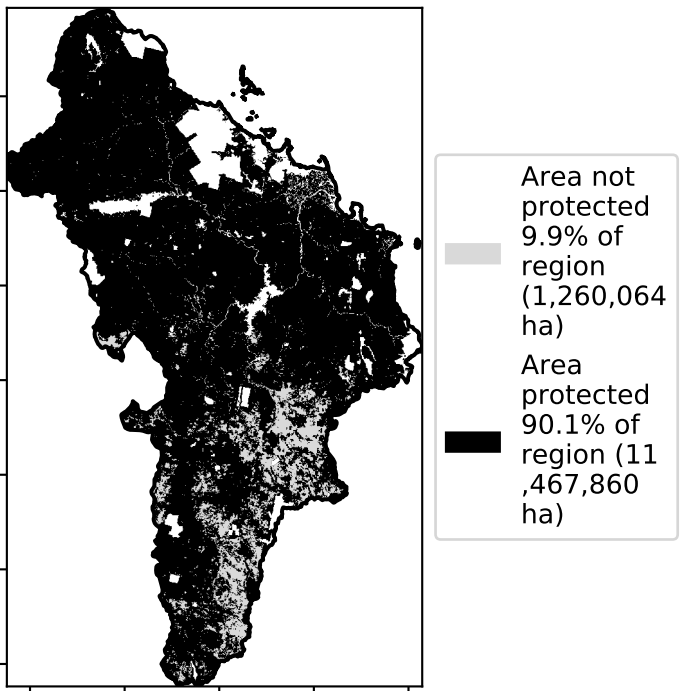 Area not
protected
9.9% of
region
(1,260,064
ha)
Area
protected
90.1% of
region (11
,467,860
ha)